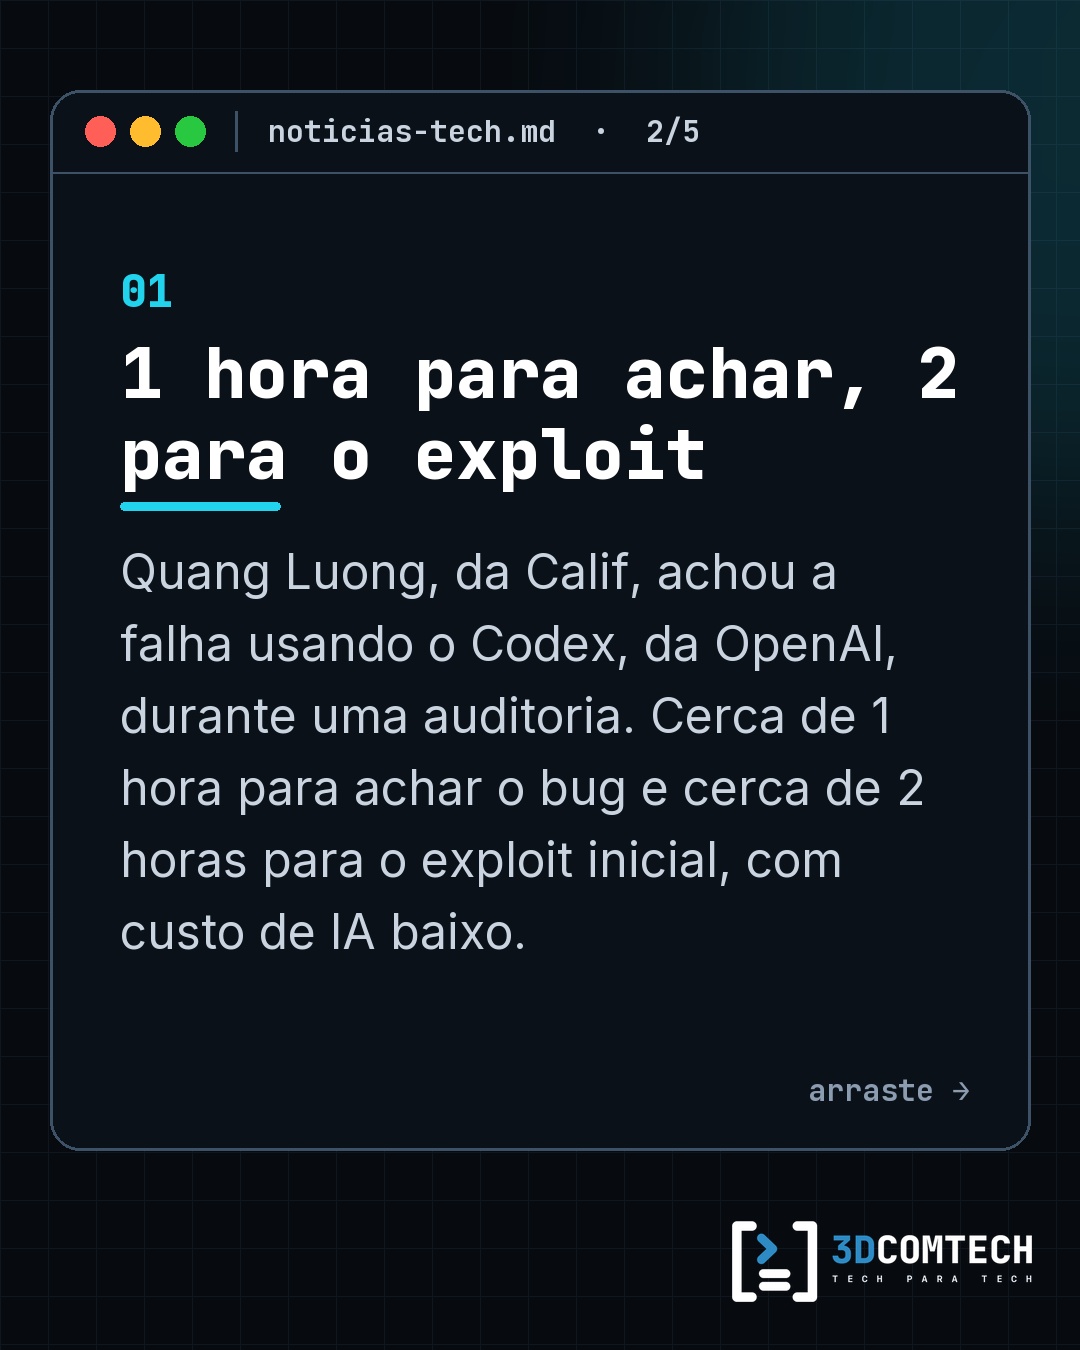 noticias-tech.md · 2/5
01
1 hora para achar, 2
para o exploit
Quang Luong, da Calif, achou a
falha usando o Codex, da OpenAI,
durante uma auditoria. Cerca de 1
hora para achar o bug e cerca de 2
horas para o exploit inicial, com
custo de IA baixo.
arraste →
3DCOMTECH
TECH PARA TECH